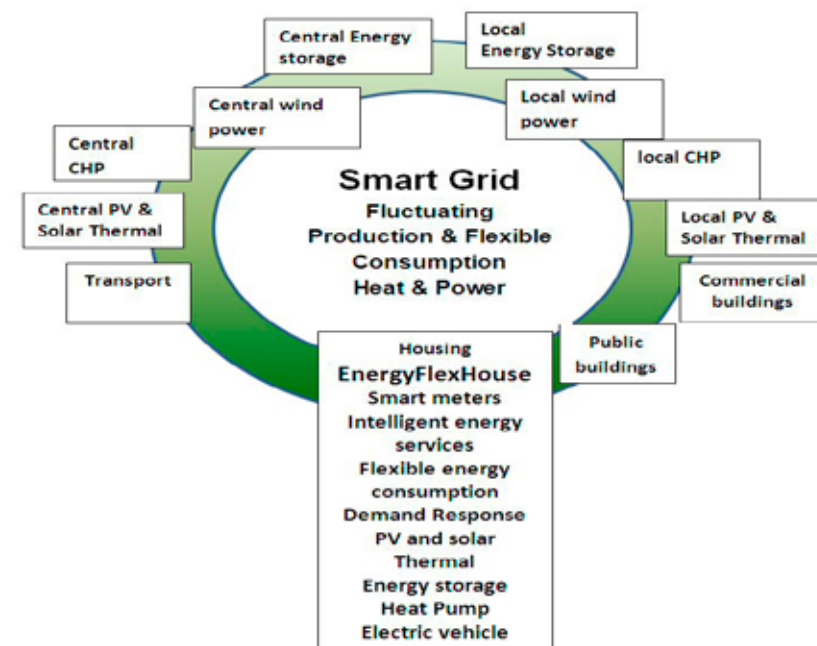 Central Energy
storage
Local
Energy Storage
Central wind
power
Local wind
power
Central
CHP
local CHP
Smart Grid
Fluctuating
Production & Flexible
Consumption
Heat & Power
Central PV &
Solar Thermal
Local PV &
Solar Thermal
Transport
Commercial
buildings
Public
buildings
Housing
EnergyFlexHouse
Smart meters
Intelligent energy
services
Flexible energy
consumption
Demand Response
PV and solar
Thermal
Energy storage
Heat Pump
Electric vehicle